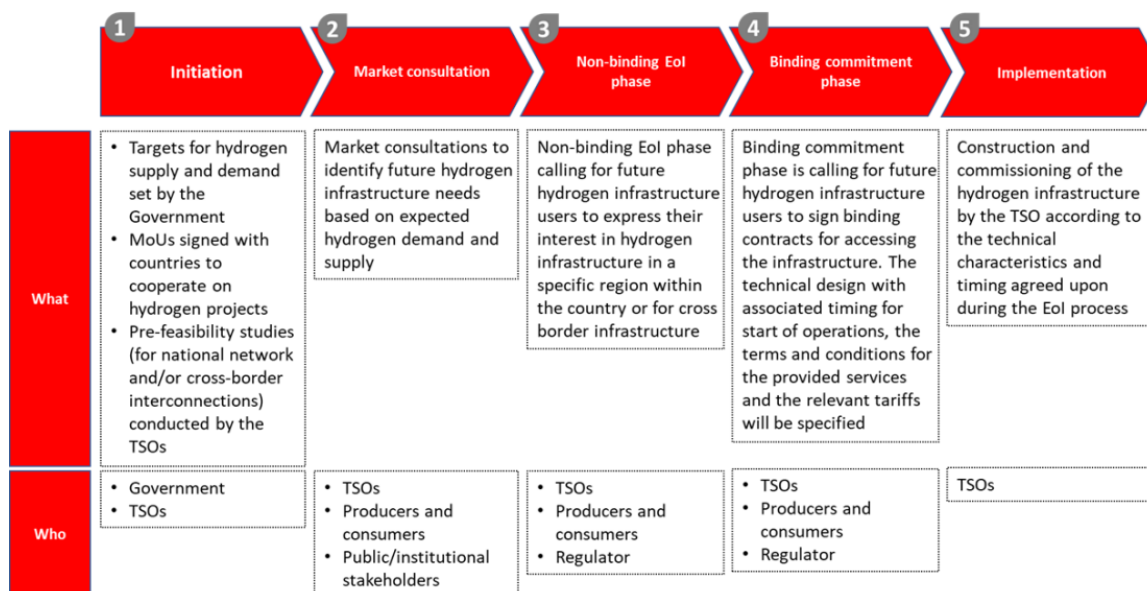 1
Initiation
2
Market consultation
3
Non-binding EoI
phase
4
Binding commitment
phase
5
Implementation
What
• Targets for hydrogen
supply and demand
set by the
Government
• MoUs signed with
countries to
cooperate on
hydrogen projects
• Pre-feasibility studies
(for national network
and/or cross-border
interconnections)
conducted by the
TSOs
Market consultations to
identify future hydrogen
infrastructure needs
based on expected
hydrogen demand and
supply
Non-binding EoI phase
calling for future
hydrogen infrastructure
users to express their
interest in hydrogen
infrastructure in a
specific region within
the country or for cross
border infrastructure
Binding commitment
phase is calling for future
hydrogen infrastructure
users to sign binding
contracts for accessing
the infrastructure. The
technical design with
associated timing for
start of operations, the
terms and conditions for
the provided services
and the relevant tariffs
will be specified
Construction and
commissioning of the
hydrogen infrastructure
by the TSO according to
the technical
characteristics and
timing agreed upon
during the EoI process
Who
• Government
• TSOs
• TSOs
• Producers and
consumers
• Public/institutional
stakeholders
• TSOs
• Producers and
consumers
• Regulator
• TSOs
• Producers and
consumers
• Regulator
TSOs